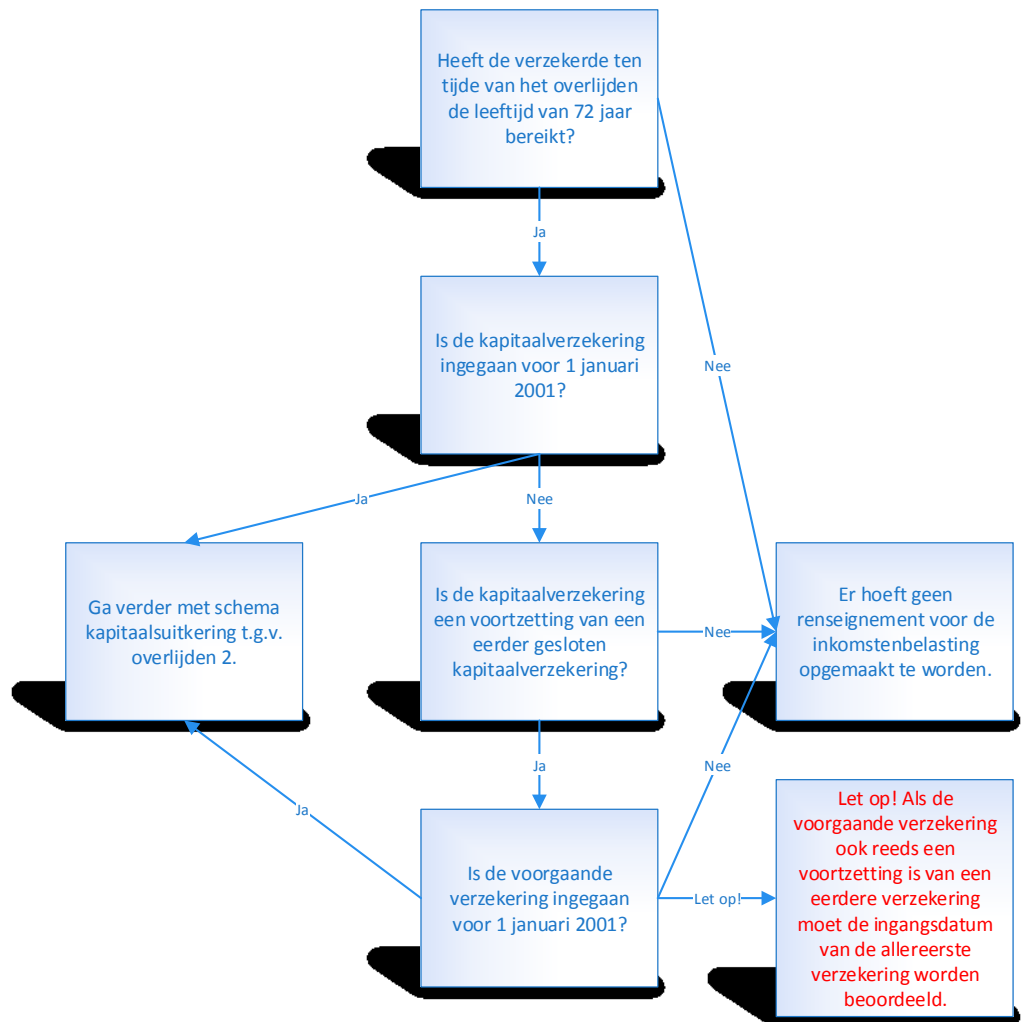 Heeft de verzekerde ten
tijde van het overlijden
de leeftijd van 72 jaar
bereikt?
Ja
Nee
Is de kapitaalverzekering
ingegaan voor 1 januari
2001?
Ja
Nee
Ga verder met schema
kapitaalsuitkering t.g.v.
overlijden 2.
Is de kapitaalverzekering
een voortzetting van een
eerder gesloten
kapitaalverzekering?
Nee
Er hoeft geen
renseignement voor de
inkomstenbelasting
opgemaakt te worden.
Ja
Nee
Ja
Is de voorgaande
verzekering ingegaan
voor 1 januari 2001?
Let op!
Let op! Als de
voorgaande verzekering
ook reeds een
voortzetting is van een
eerdere verzekering
moet de ingangsdatum
van de allereerste
verzekering worden
beoordeeld.